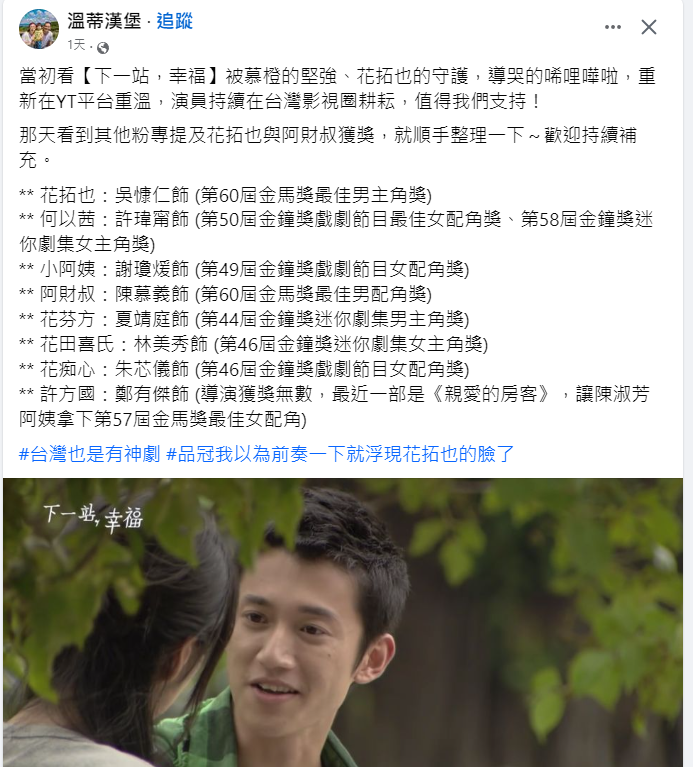 溫蒂漢堡 · 追蹤
1天 ·
當初看【下一站，幸福】被慕橙的堅強、花拓也的守護，導哭的唏哩嘩啦，重
新在YT平台重溫，演員持續在台灣影視圈耕耘，值得我們支持！
那天看到其他粉專提及花拓也與阿財叔獲獎，就順手整理一下～歡迎持續補
充。
** 花拓也：吳慷仁飾 (第60屆金馬獎最佳男主角獎)
** 何以茜：許瑋甯飾 (第50屆金鐘獎戲劇節目最佳女配角獎、第58屆金鐘獎迷
你劇集女主角獎)
** 小阿姨：謝瓊煖飾 (第49屆金鐘獎戲劇節目女配角獎)
** 阿財叔：陳慕義飾 (第60屆金馬獎最佳男配角獎)
** 花芬方：夏靖庭飾 (第44屆金鐘獎迷你劇集男主角獎)
** 花田喜氏：林美秀飾 (第46屆金鐘獎迷你劇集女主角獎)
** 花痴心：朱芯儀飾 (第46屆金鐘獎戲劇節目女配角獎)
** 許方國：鄭有傑飾 (導演獲獎無數，最近一部是《親愛的房客》，讓陳淑芳
阿姨拿下第57屆金馬獎最佳女配角)
#台灣也是有神劇 #品冠我以為前奏一下就浮現花拓也的臉了
下一站，幸福